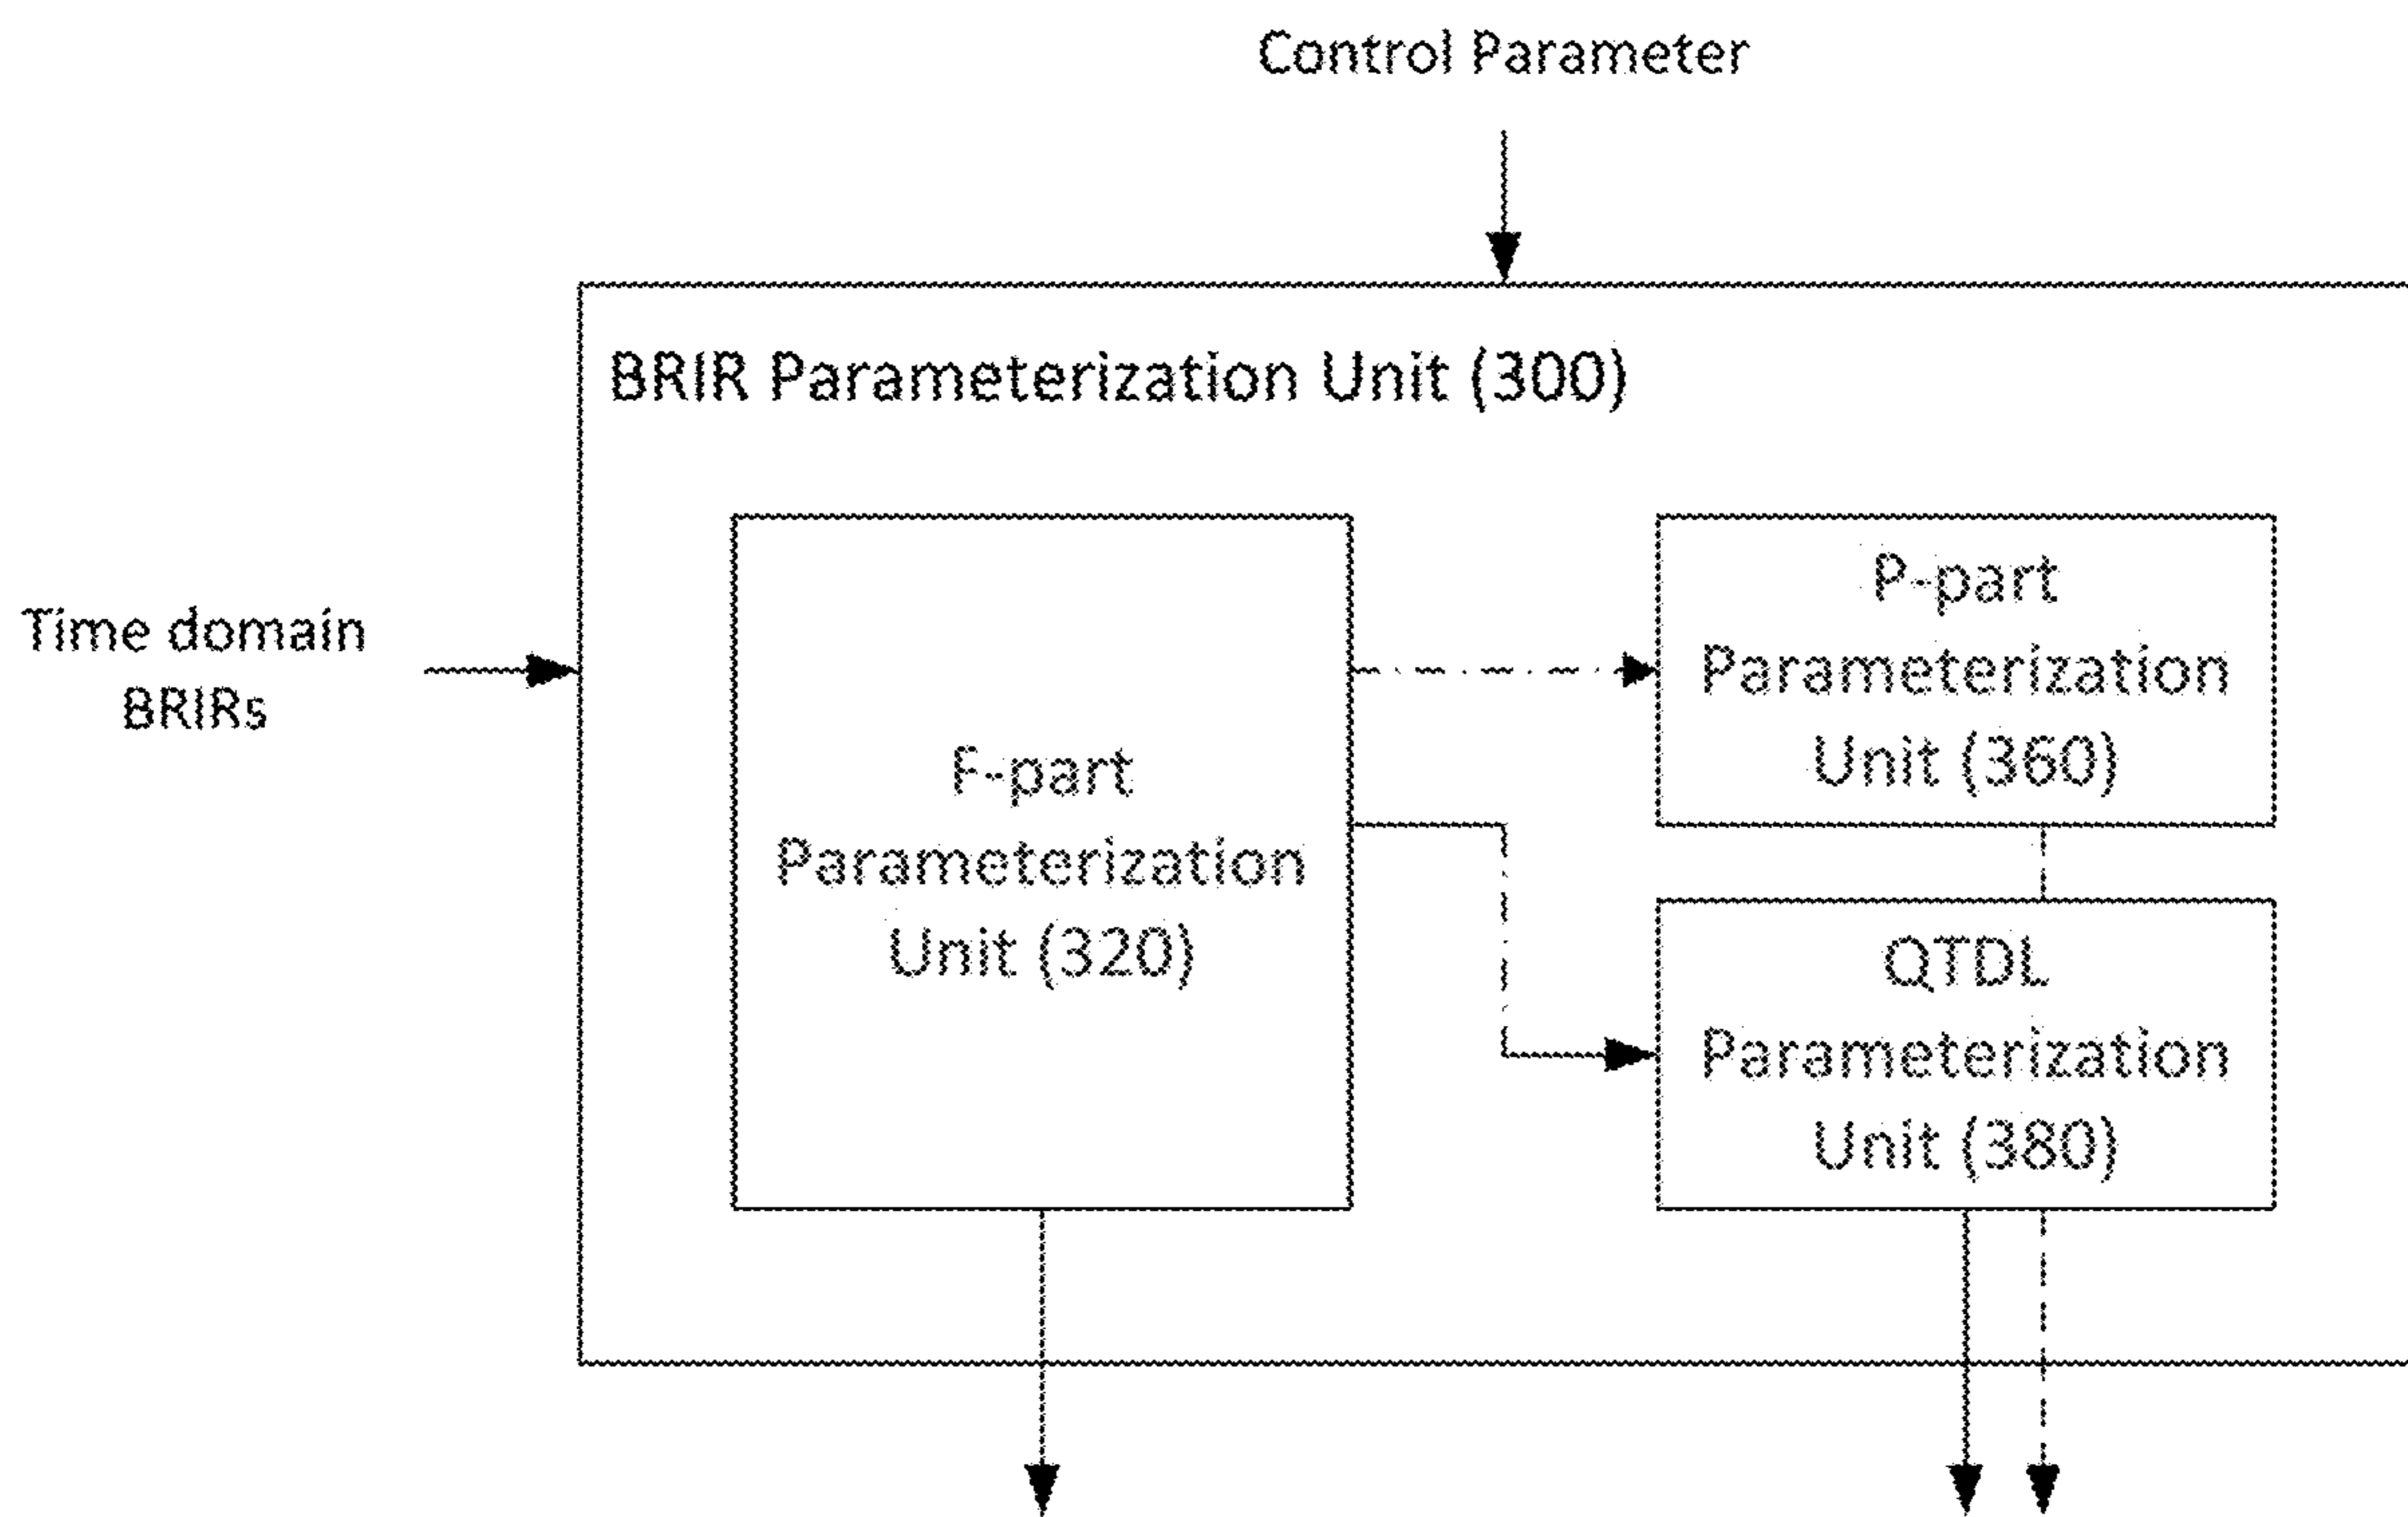 Control Parameter
BRIR Parameterization Unit (300)
Time domain
BRIRs
F-part
Parameterization
Unit (320)
P-part
Parameterization
Unit (360)
QTDL
Parameterization
Unit (380)